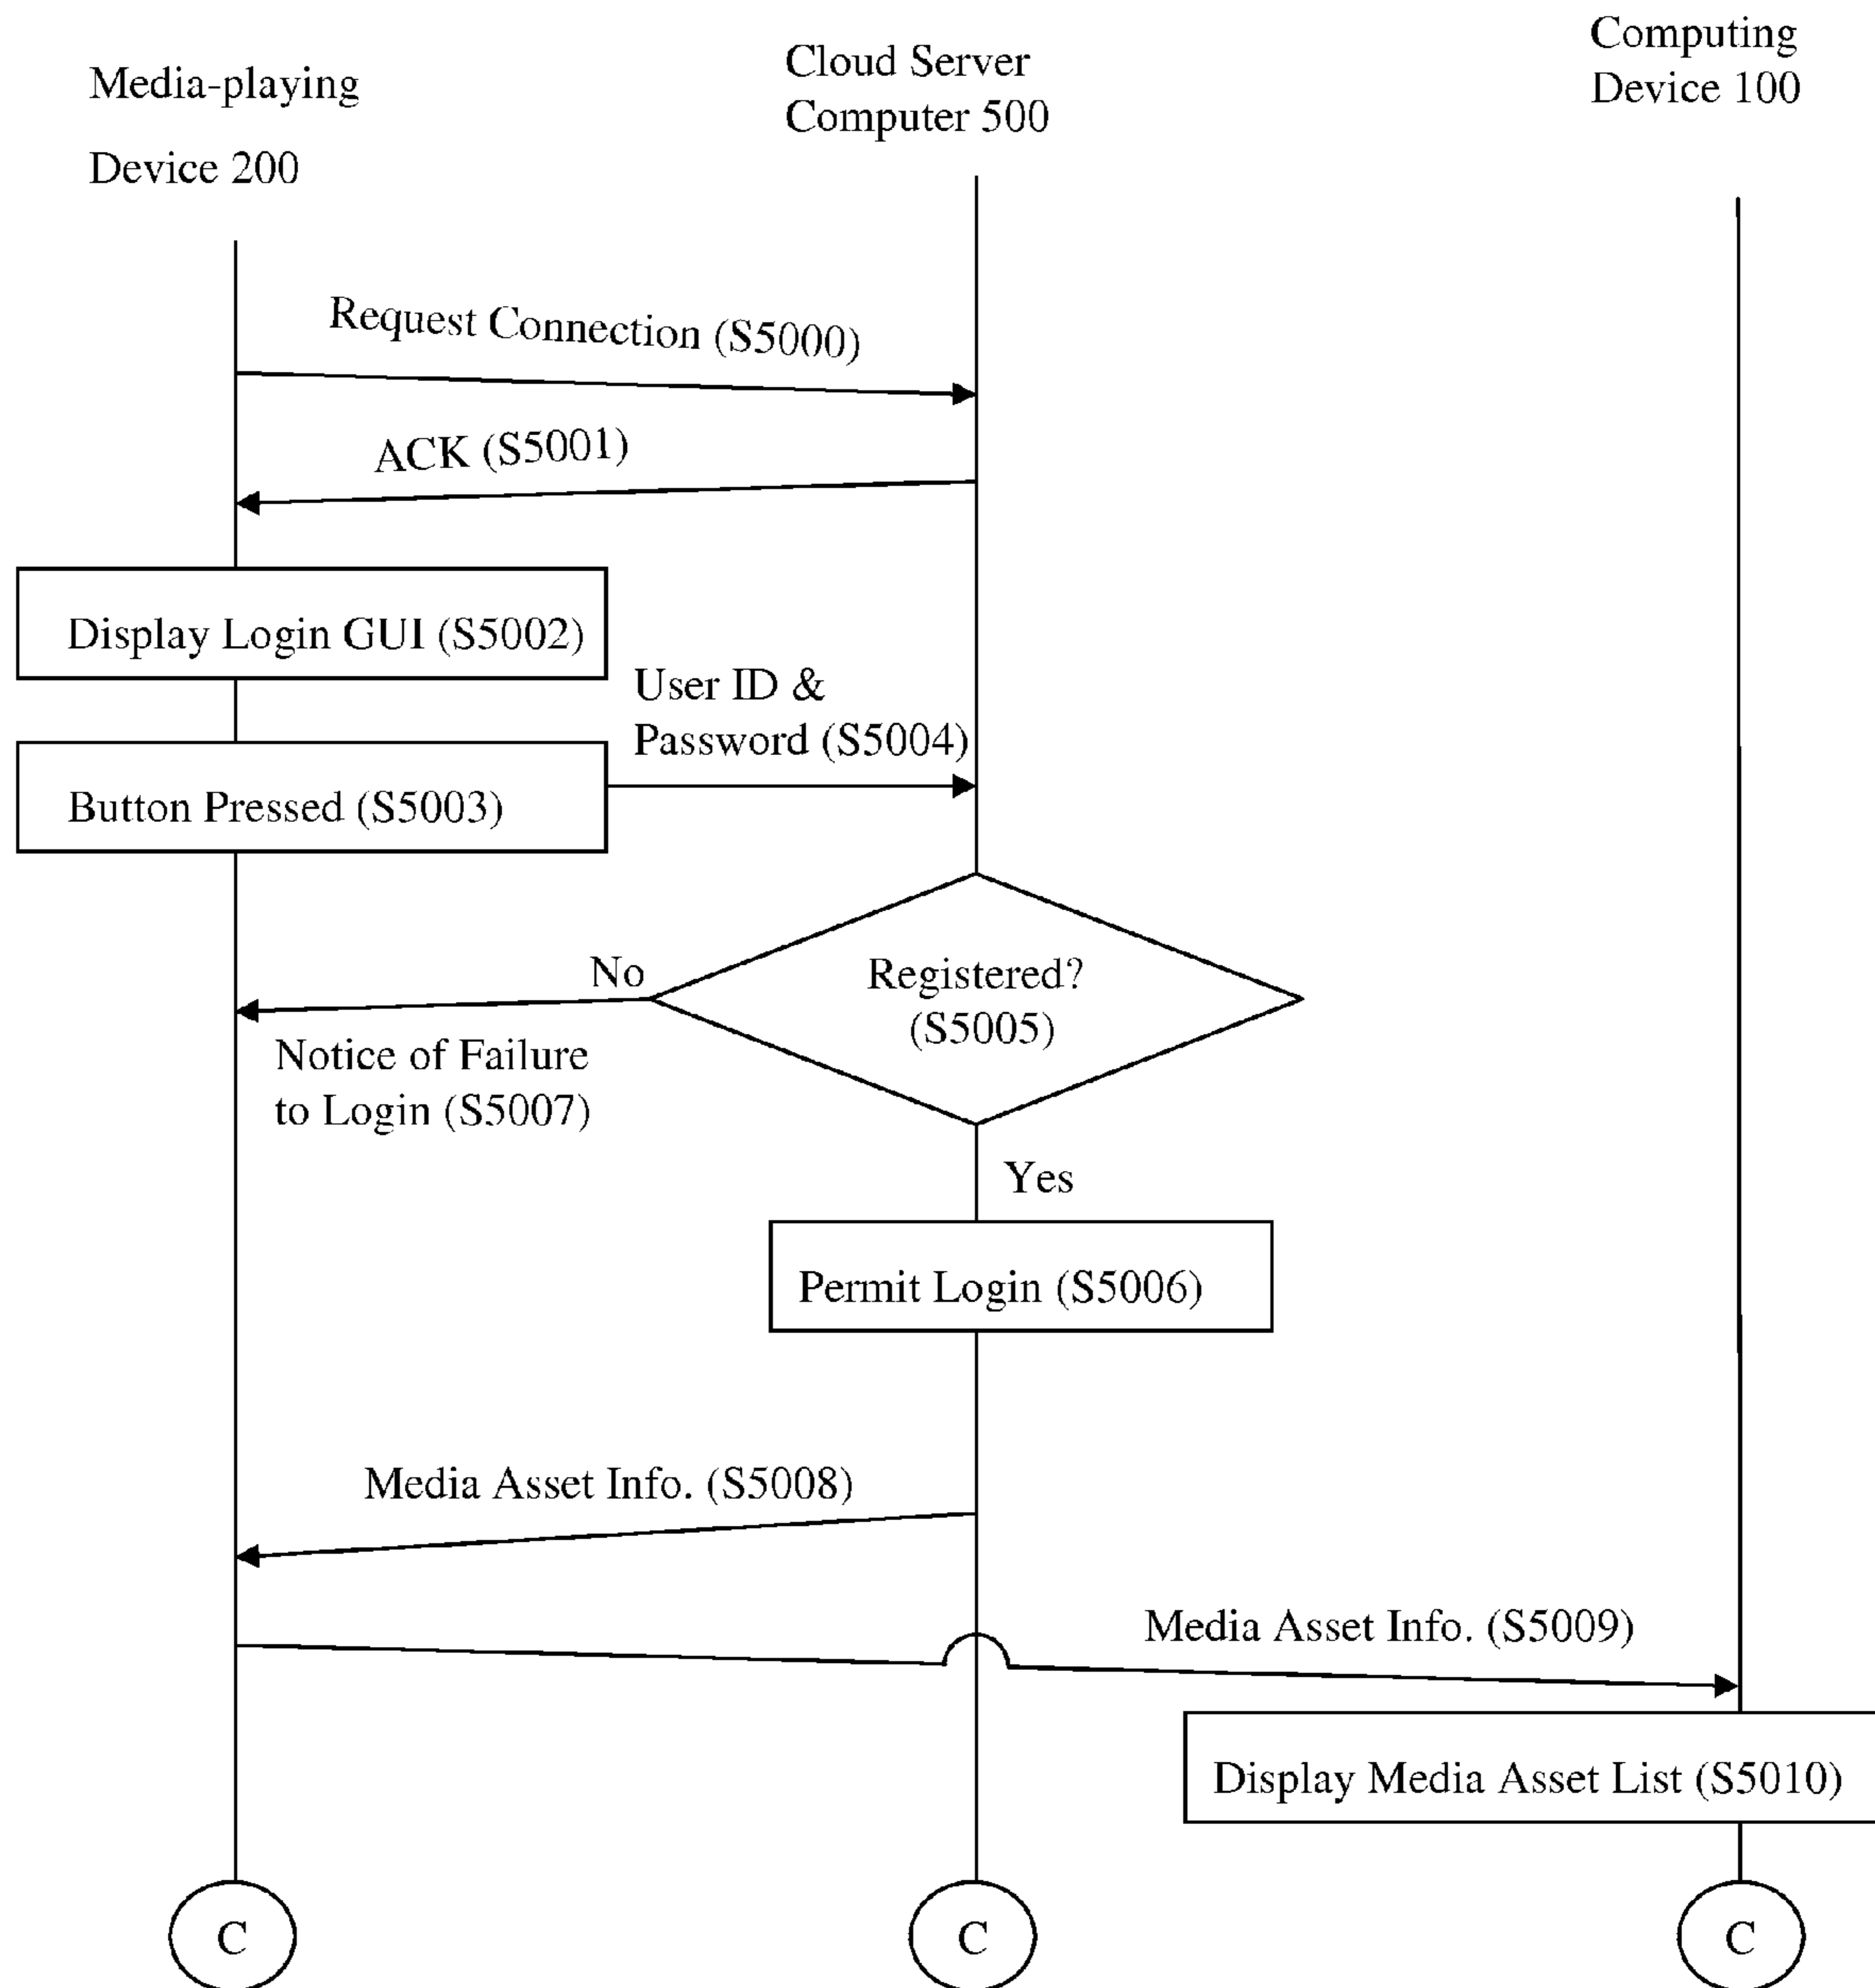 Media-playing
Device 200
Cloud Server
Computer 500
Computing
Device 100
Request Connection (S5000)
ACK (S5001)
Display Login GUI (S5002)
User ID &
Password (S5004)
Button Pressed (S5003)
No
Registered?
(S5005)
Notice of Failure
to Login (S5007)
Yes
Permit Login (S5006)
Media Asset Info. (S5008)
Media Asset Info. (S5009)
Display Media Asset List (S5010)
C
C
C